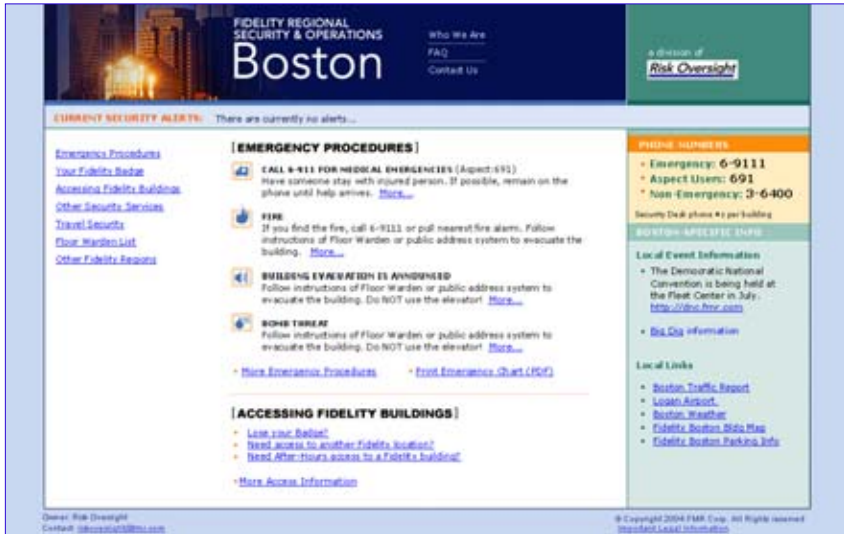 FIDELITY REGIONAL
SECURITY & OPERATIONS
Boston
Who We Are
FAQ
Contact Us
a division of
Risk Oversight
CURRENT SECURITY ALERTS: There are currently no alerts...
Emergency Procedures
Your Fidelity Badge
Accessing Fidelity Buildings
Other Security Services
Travel Security
Floor Warden List
Other Fidelity Regions
[EMERGENCY PROCEDURES]
CALL 6-911 FOR MEDICAL EMERGENCIES (Aspect:691)
Have someone stay with injured person. If possible, remain on the
phone until help arrives. More...
FIRE
If you find the fire, call 6-9111 or pull nearest fire alarm. Follow
instructions of Floor Warden or public address system to evacuate the
building. More...
BUILDING EVACUATION IS ANNOUNCED
Follow instructions of Floor Warden or public address system to
evacuate the building. Do NOT use the elevator! More...
BOMB THREAT
Follow instructions of Floor Warden or public address system to
evacuate the building. Do NOT use the elevator! More...
More Emergency Procedures
Print Emergency Chart (PDF)
[ACCESSING FIDELITY BUILDINGS]
Lose your Badge?
Need access to another Fidelity location?
Need After-Hours access to a Fidelity building?
More Access Information
PHONE NUMBERS
Emergency: 6-9111
Aspect Users: 691
Non-Emergency: 3-6400
Security Desk phone #s per building
BOSTON-SPECIFIC INFO
Local Event Information
The Democratic National
Convention is being held at
the Fleet Center in July.
http://dnc.fmr.com
Big Dig information
Local Links
Boston Traffic Report
Logan Airport
Boston Weather
Fidelity Boston Bldg Map
Fidelity Boston Parking Info
Owner: Risk Oversight
Contact:
© Copyright 2004 FMR Corp. All Rights reserved
Important Legal Information